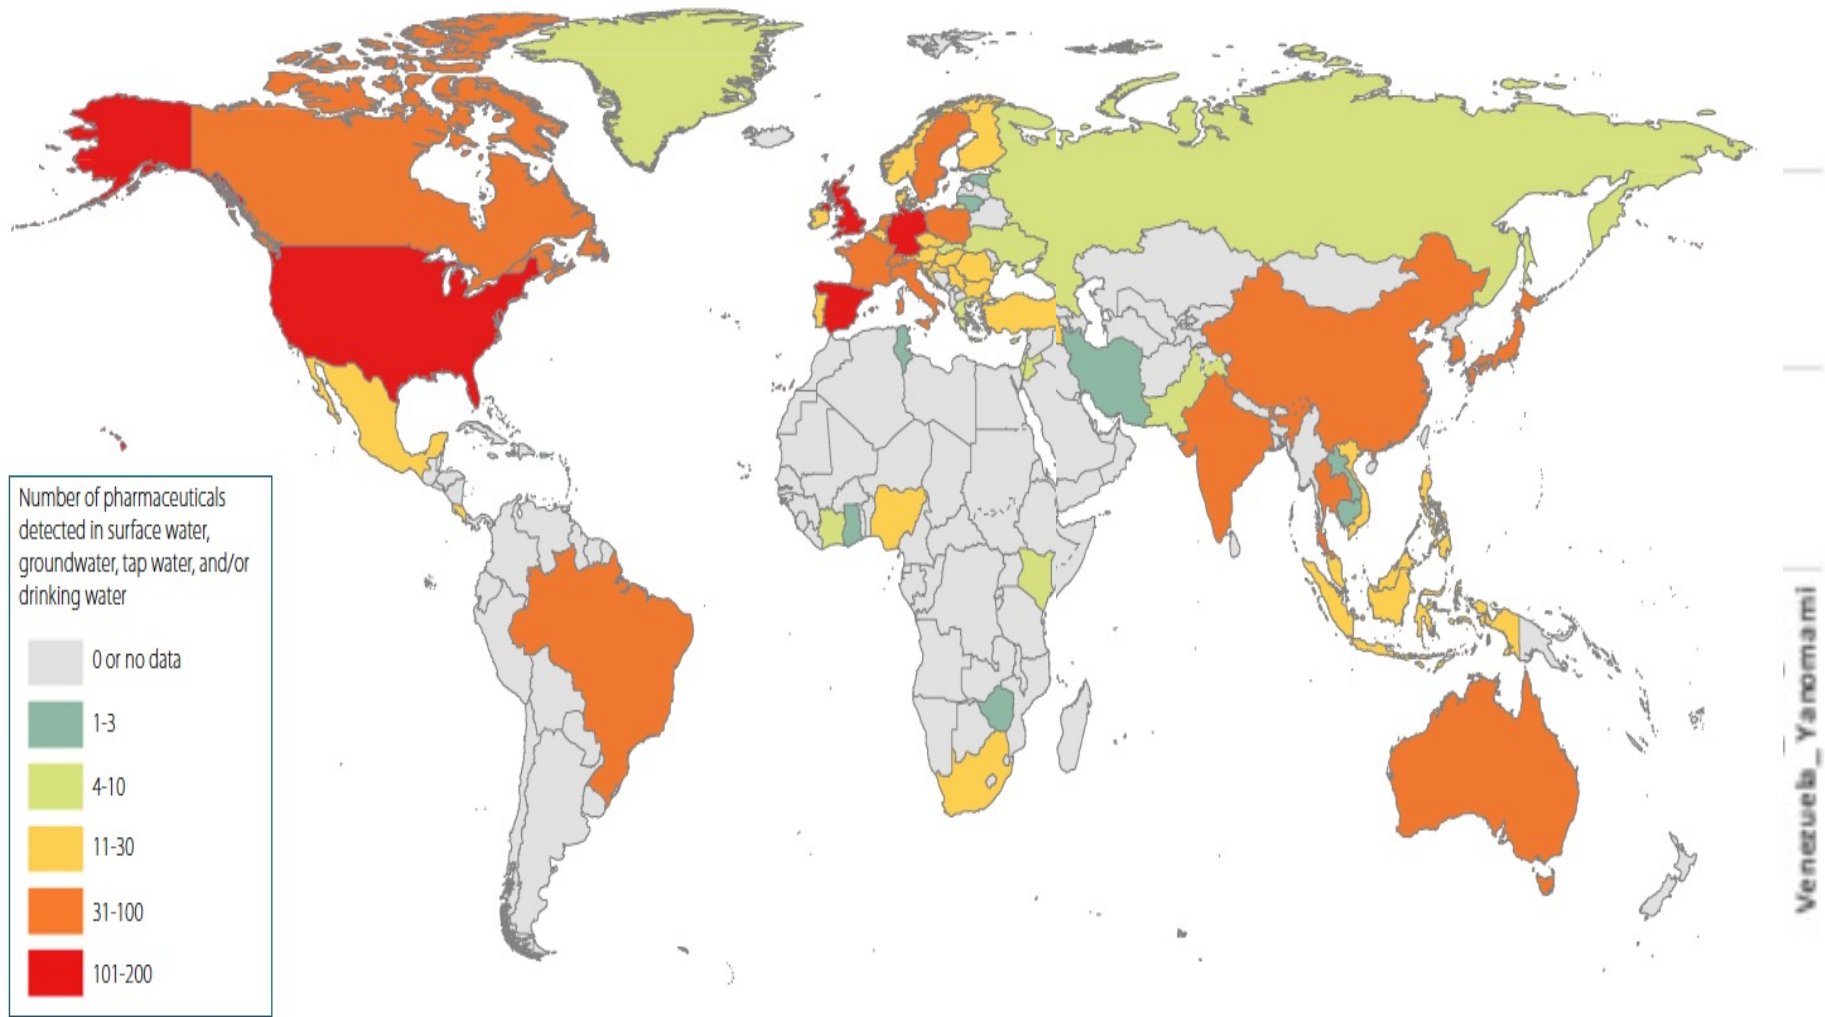 Number of pharmaceuticals
detected in surface water,
groundwater, tap water, and/or
drinking water
0 or no data
1-3
4-10
11-30
31-100
101-200
Venezuela_Yanomami